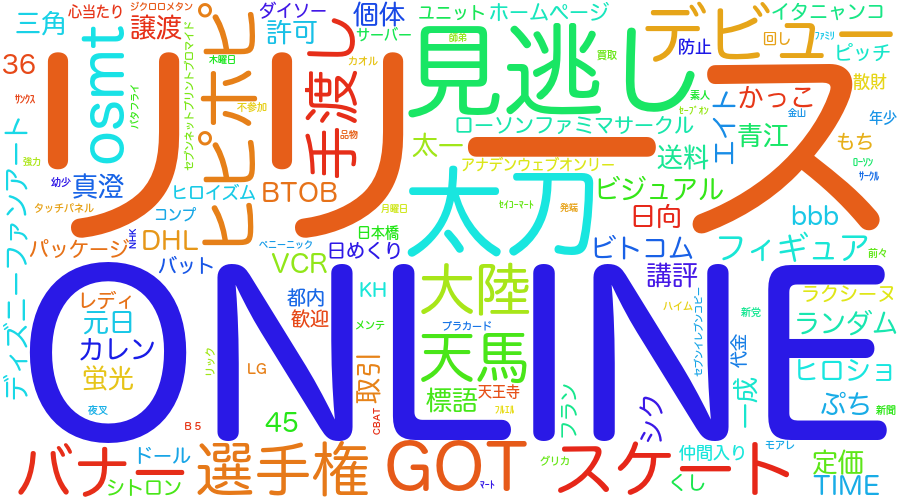 三角
心当たり
ジクロロメタン
譲渡
ピピホピ
ダイソー
許可
個体
サーバー
ユニット
ホームページ
師弟
デビュー
防止
回し
イタニャンコ
ﾌｧﾐﾘ
ピッチ
散財
36
ｻﾝｸｽ
リリース
osmt
バタフライ
セブンネットプリントブロマイド
木曜日
不参加
手渡し
カオル
品物
見逃し
買取
素人
ｾｰﾌﾞｵﾝ
エイト
かっこ
金山
年少
青江
もち
ﾛｰｿﾝ
ｻｰｸﾙ
ローソンファミマサークル
太一
アナデンウェブオンリー
送料
強力
幼少
真澄
タッチパネル
ヒロイズム
BTOB
月曜日
太刀
ｾｲｺｰﾏｰﾄ
発端
ビジュアル
日向
bbb
コンプ
NHK
DHL
パッケージ
ベニーニック
日本橋
日めくり
ビトコム
フィギュア
前々
ディズニーファンアート
バット
VCR
大陸
講評
ONLINE
KH
都内
歓迎
メンテ
プラカード
ハイム
セブンイレブンコピー
新党
ラクシーヌ
ランダム
レディ
元日
カレン
蛍光
リック
LG
取引
天馬
代金
ヒロショ
夜叉
B5
45
CBAT
標語
天王寺
ﾌﾙｴﾙ
フラン
シク
一成
ぷち
新聞
バナー
ドール
シトロン
選手権
GOT
ﾏｰﾄ
グリカ
スケート
仲間入り
くし
モアレ
定価
TIME